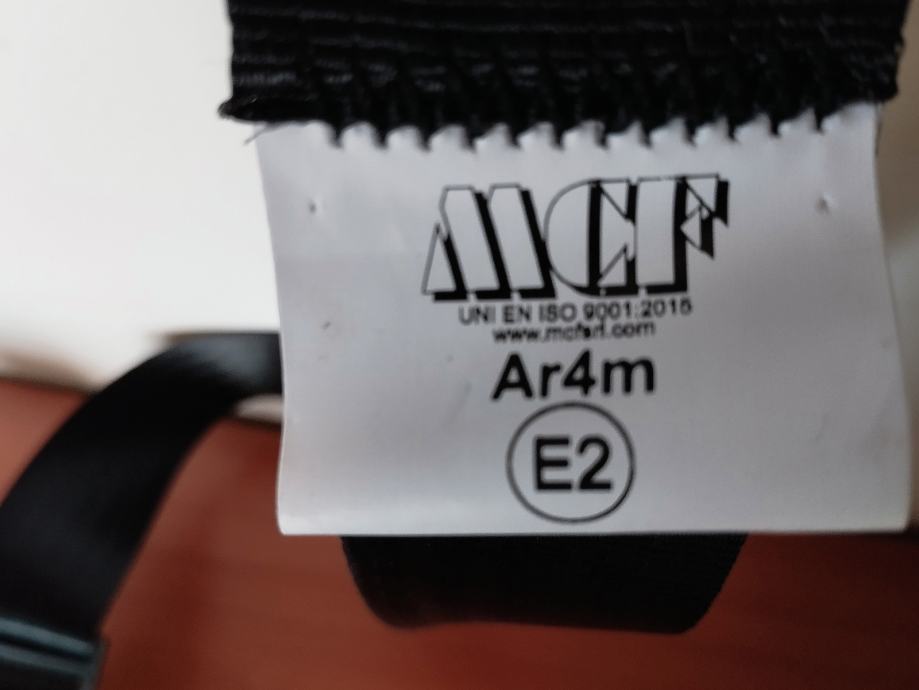 MCF
UNI EN ISO 9001:2015
www.mcfsrl.com
Ar4m
E2